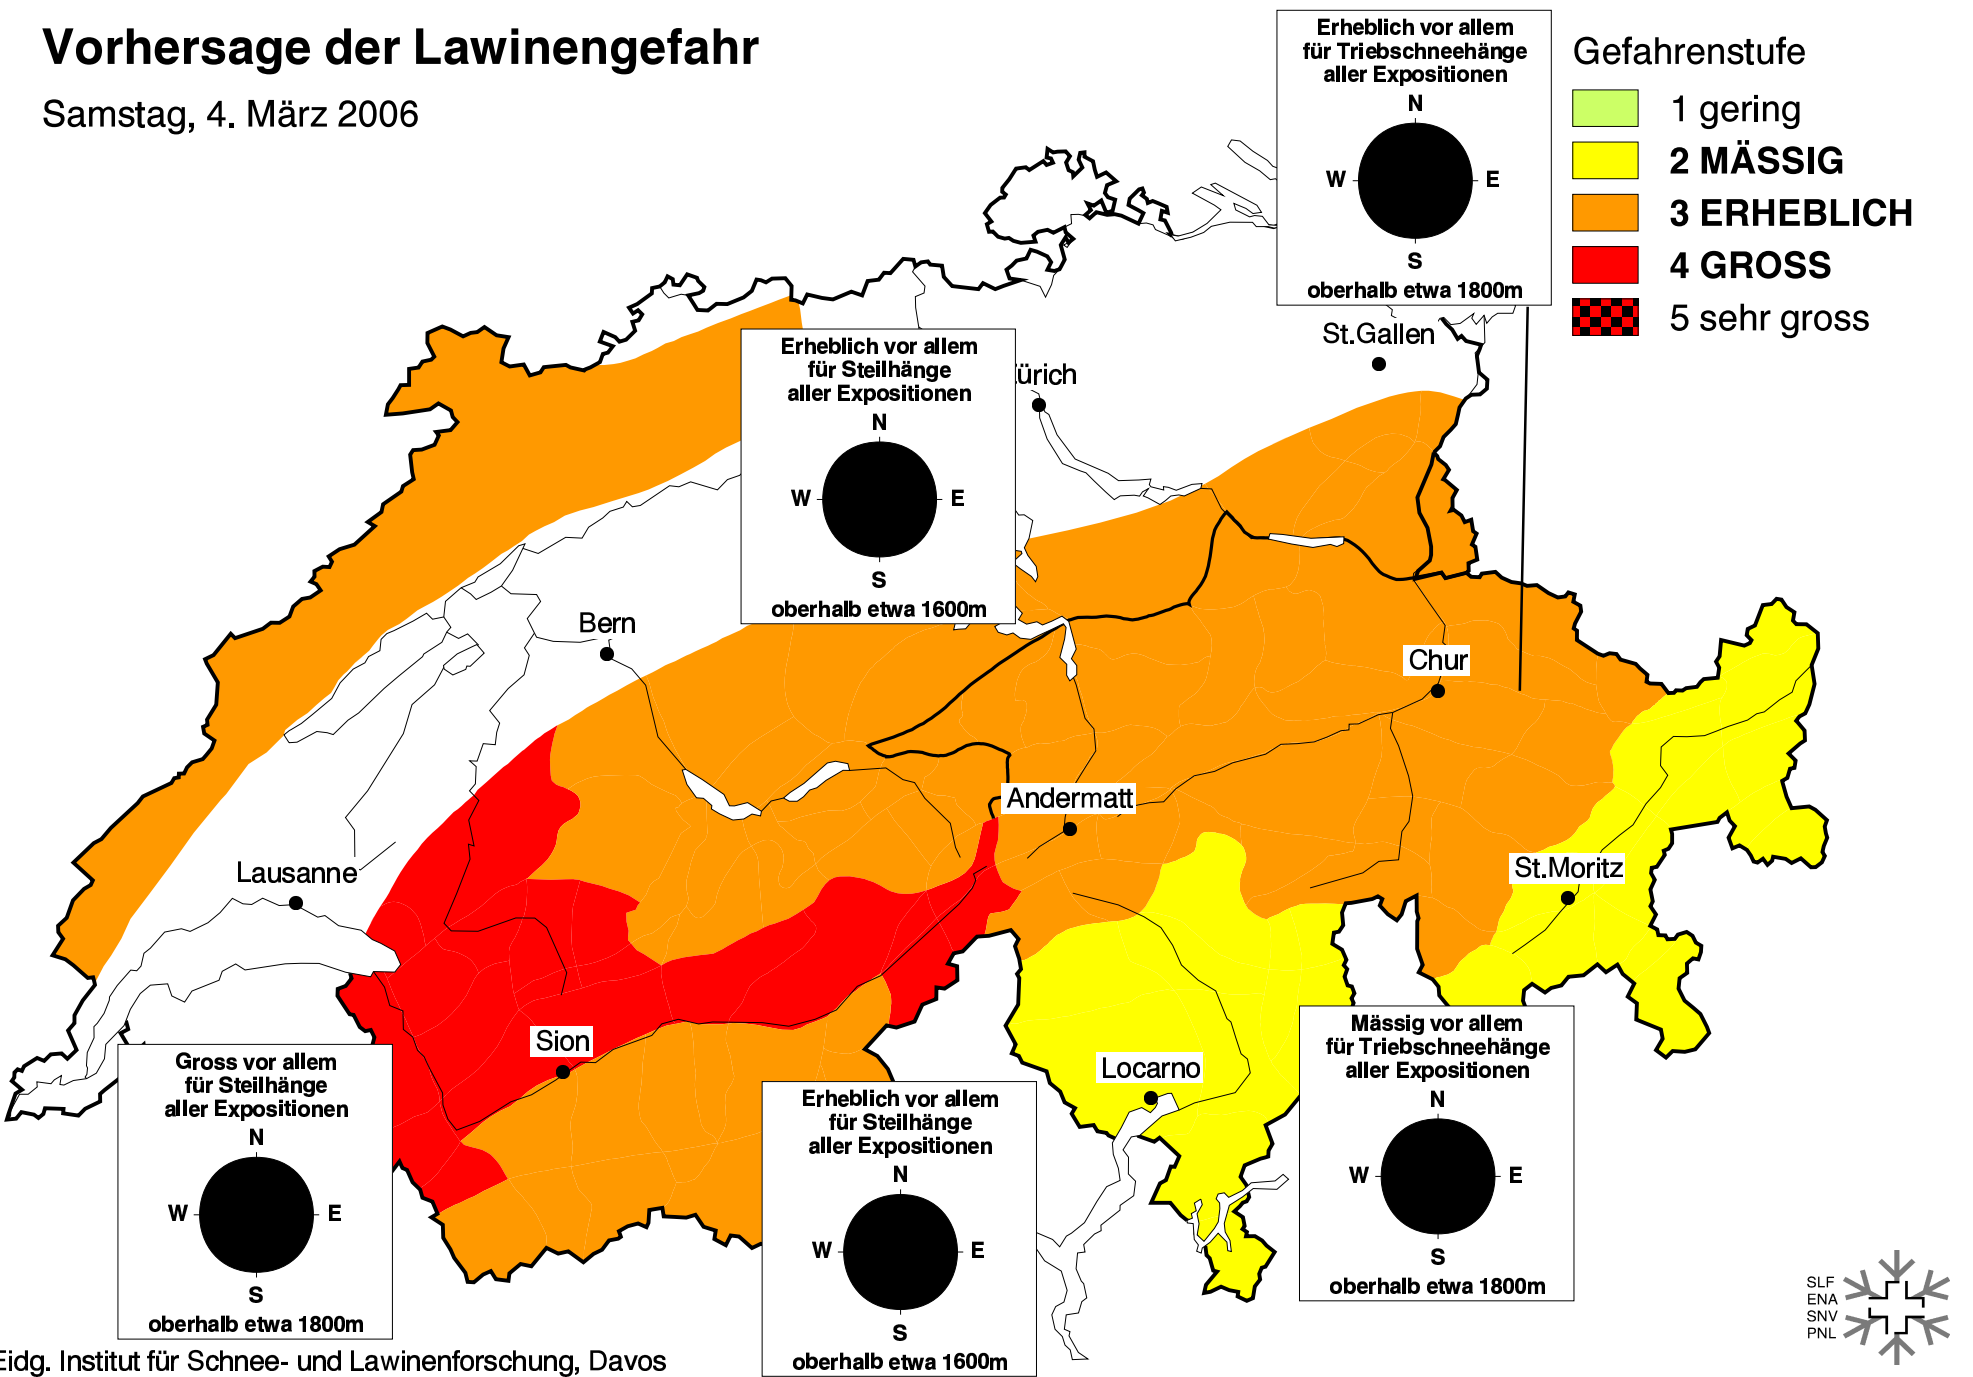 Vorhersage der Lawinengefahr
Samstag, 4. März 2006
Erheblich vor allem
für Triebschneehänge
aller Expositionen
N
W
E
S
oberhalb etwa 1800m
Gefahrenstufe
1 gering
2 MÄSSIG
3 ERHEBLICH
4 GROSS
5 sehr gross
St.Gallen
Erheblich vor allem
für Steilhänge
aller Expositionen
N
W
E
S
oberhalb etwa 1600m
ürich
Bern
Chur
Andermatt
Lausanne
St.Moritz
Sion
Locarno
Gross vor allem
für Steilhänge
aller Expositionen
N
W
E
S
oberhalb etwa 1800m
Erheblich vor allem
für Steilhänge
aller Expositionen
N
W
E
S
oberhalb etwa 1600m
Mässig vor allem
für Triebschneehänge
aller Expositionen
N
W
E
S
oberhalb etwa 1800m
SLF
ENA
SNV
PNL
Eidg. Institut für Schnee- und Lawinenforschung, Davos